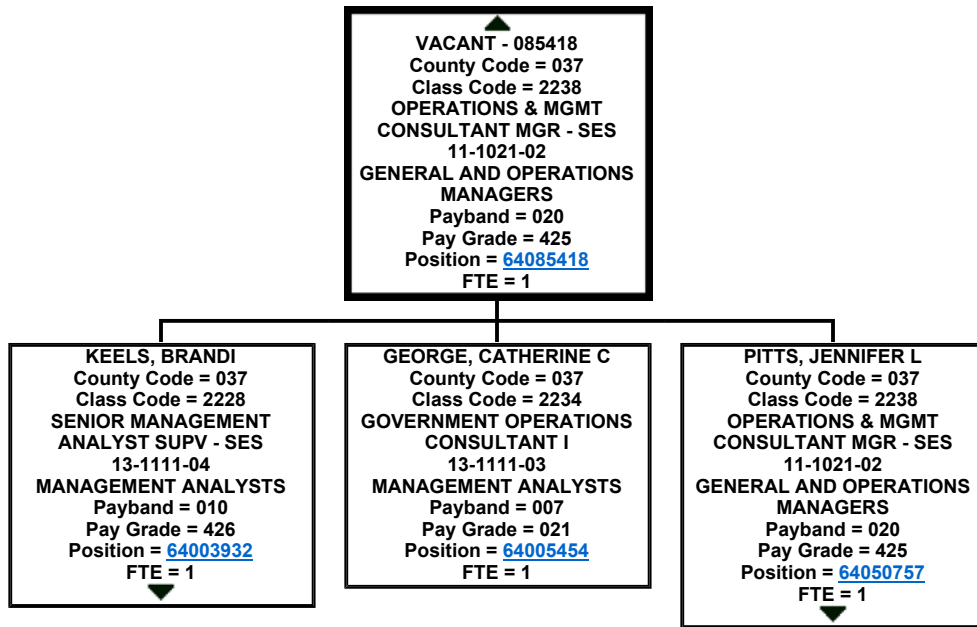 VACANT - 085418
County Code = 037
Class Code = 2238
OPERATIONS & MGMT
CONSULTANT MGR - SES
11-1021-02
GENERAL AND OPERATIONS
MANAGERS
Payband = 020
Pay Grade = 425
Position = 64085418
FTE = 1
KEELS, BRANDI
County Code = 037
Class Code = 2228
SENIOR MANAGEMENT
ANALYST SUPV - SES
13-1111-04
MANAGEMENT ANALYSTS
Payband = 010
Pay Grade = 426
Position = 64003932
FTE = 1
GEORGE, CATHERINE C
County Code = 037
Class Code = 2234
GOVERNMENT OPERATIONS
CONSULTANT I
13-1111-03
MANAGEMENT ANALYSTS
Payband = 007
Pay Grade = 021
Position = 64005454
FTE = 1
PITTS, JENNIFER L
County Code = 037
Class Code = 2238
OPERATIONS & MGMT
CONSULTANT MGR - SES
11-1021-02
GENERAL AND OPERATIONS
MANAGERS
Payband = 020
Pay Grade = 425
Position = 64050757
FTE = 1